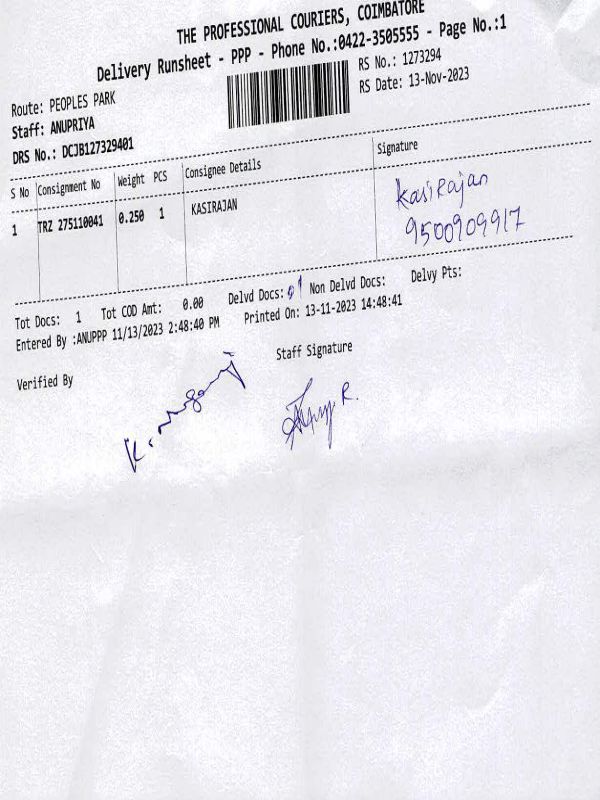 THE PROFESSIONAL COURIERS, COIMBATORE
Delivery Runsheet - PPP - Phone No.:0422-3505555 - Page No.:1
Route: PEOPLES PARK
RS No.: 1273294
Staff: ANUPRIYA
RS Date: 13-Nov-2023
DRS No.: DCJB127329401
S No Consignment No Weight PCS Consignee Details Signature
1 TRZ 275110041 0.250 1 KASIRAJAN
KasiRajan
9500909917
Tot Docs: 1 Tot COD Amt: 0.00 Delvd Docs: 01 Non Delvd Docs: Delvy Pts:
Entered By :ANUPPP 11/13/2023 2:48:40 PM Printed On: 13-11-2023 14:48:41
Verified By Staff Signature